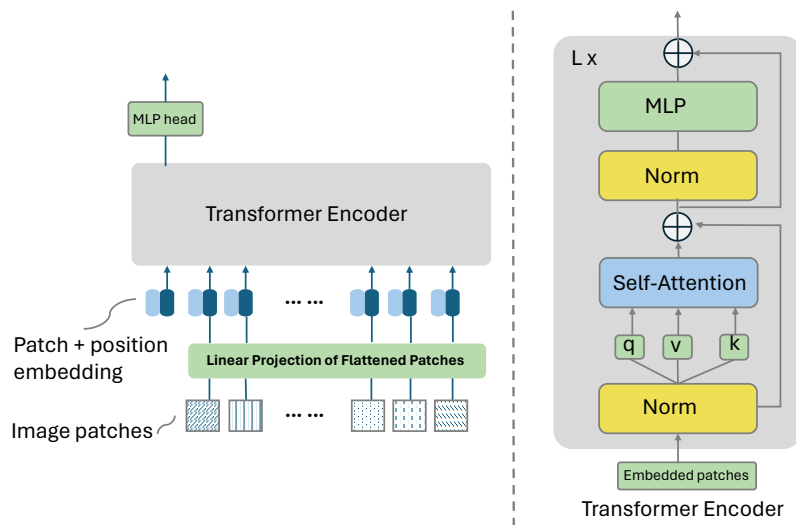 MLP head
Transformer Encoder
... ...
Patch + position
embedding
Linear Projection of Flattened Patches
... ...
Image patches
L x
MLP
Norm
Self-Attention
q
v
k
Norm
Embedded patches
Transformer Encoder